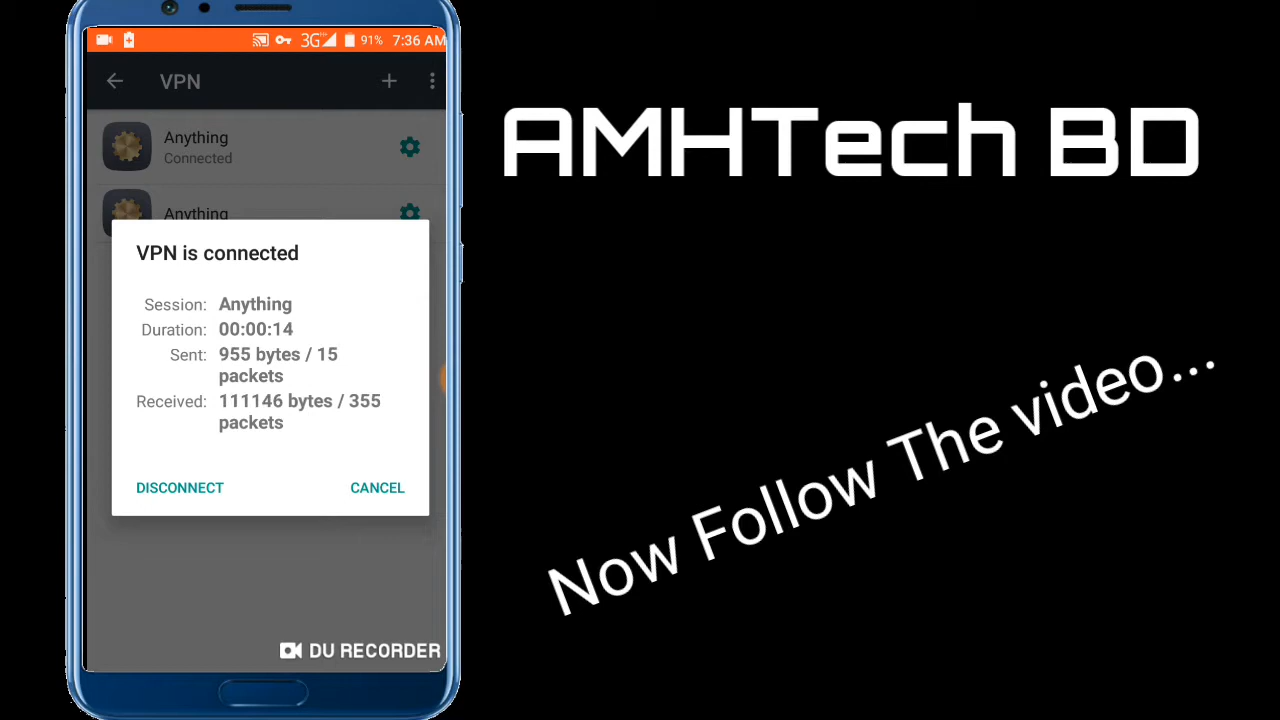 3G 91% 7:36 AM
VPN
Anything
Connected
Anything
VPN is connected
Session: Anything
Duration: 00:00:14
Sent: 955 bytes / 15
packets
Received: 111146 bytes / 355
packets
DISCONNECT CANCEL
DU RECORDER
AMHTech BD
Now Follow The video...